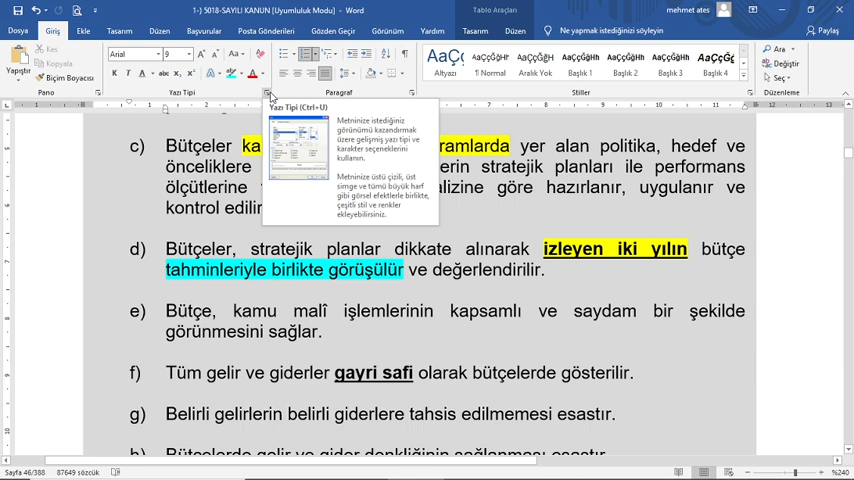 1-) 5018-SAYILI KANUN [Uyumluluk Modu] - Word
Tablo Araçları
mehmet ates
Dosya Giriş Ekle Tasarım Düzen Başvurular Posta Gönderileri Gözden Geçir Görünüm Yardım Tasarım Düzen Ne yapmak istediğinizi söyleyin Paylaş
Yapıştır
Kes
Kopyala
Biçim Boyacısı
Arial 9
Altyazı
¶ Normal
Aralık Yok
Başlık 1
Başlık 2
Başlık 3
Başlık 4
Ara
Değiştir
Seç
Pano Yazı Tipi Paragraf Stiller Düzenleme
Yazı Tipi (Ctrl+U)
Metninize istediğiniz
görünümü kazandırmak
üzere gelişmiş yazı tipi ve
karakter seçeneklerini
kullanın.
Metninize üstü çizili, üst
simge ve tümü büyük harf
gibi görsel efektlerle birlikte,
çeşitli stil ve renkler
ekleyebilirsiniz.
c) Bütçeler ramlarda yer alan politika, hedef ve
önceliklere erin stratejik planları ile performans
ölçütlerine alizine göre hazırlanır, uygulanır ve
kontrol edilir
d) Bütçeler, stratejik planlar dikkate alınarak izleyen iki yılın bütçe
tahminleriyle birlikte görüşülür ve değerlendirilir.
e) Bütçe, kamu malî işlemlerinin kapsamlı ve saydam bir şekilde
görünmesini sağlar.
f) Tüm gelir ve giderler gayri safi olarak bütçelerde gösterilir.
g) Belirli gelirlerin belirli giderlere tahsis edilmemesi esastır.
h) Bütçelerde gelir ve gider denkliğinin sağlanması esastır.
Sayfa 46/388 87649 sözcük %240